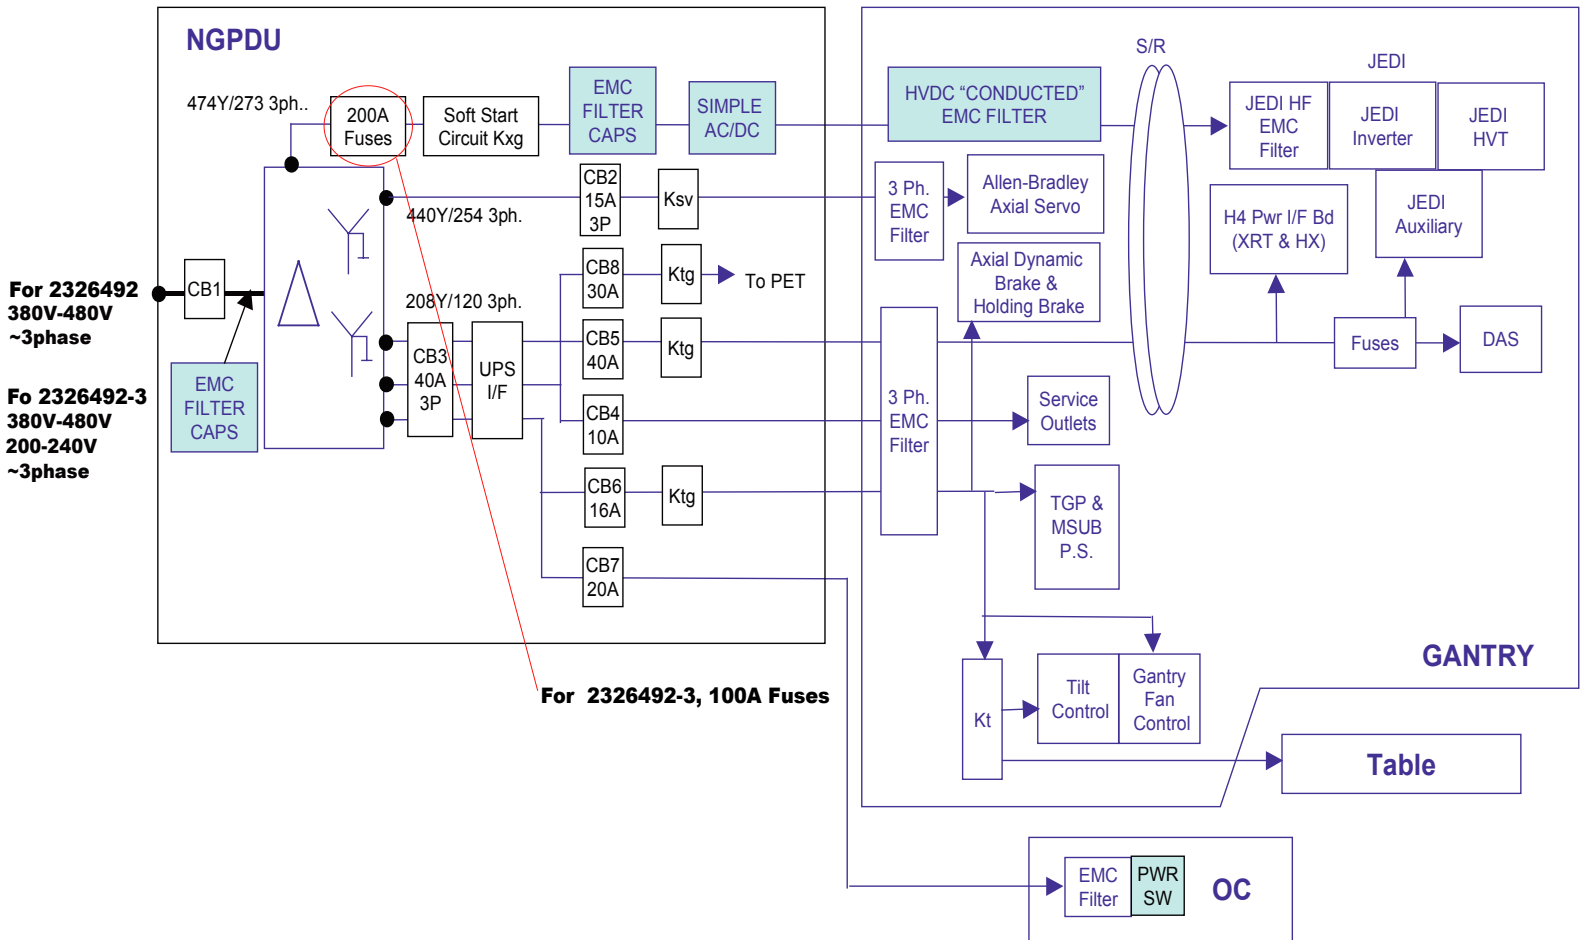 NGPDU
474Y/273 3ph..
200A
Fuses
Soft Start
Circuit Kxg
EMC
FILTER
CAPS
SIMPLE
AC/DC
HVDC “CONDUCTED”
EMC FILTER
S/R
JEDI
JEDI HF
EMC
Filter
JEDI
Inverter
JEDI
HVT
440Y/254 3ph.
CB2
15A
3P
Ksv
3 Ph.
EMC
Filter
Allen-Bradley
Axial Servo
H4 Pwr I/F Bd
(XRT & HX)
JEDI
Auxiliary
For 2326492
380V-480V
~3phase
CB1
208Y/120 3ph.
CB8
30A
Ktg
To PET
Axial Dynamic
Brake &
Holding Brake
Fo 2326492-3
380V-480V
200-240V
~3phase
EMC
FILTER
CAPS
CB3
40A
3P
UPS
I/F
CB5
40A
Ktg
3 Ph.
EMC
Filter
Fuses
DAS
CB4
10A
Service
Outlets
CB6
16A
Ktg
TGP &
MSUB
P.S.
CB7
20A
For  2326492-3, 100A Fuses
Kt
Tilt
Control
Gantry
Fan
Control
GANTRY
Table
EMC
Filter
PWR
SW
OC